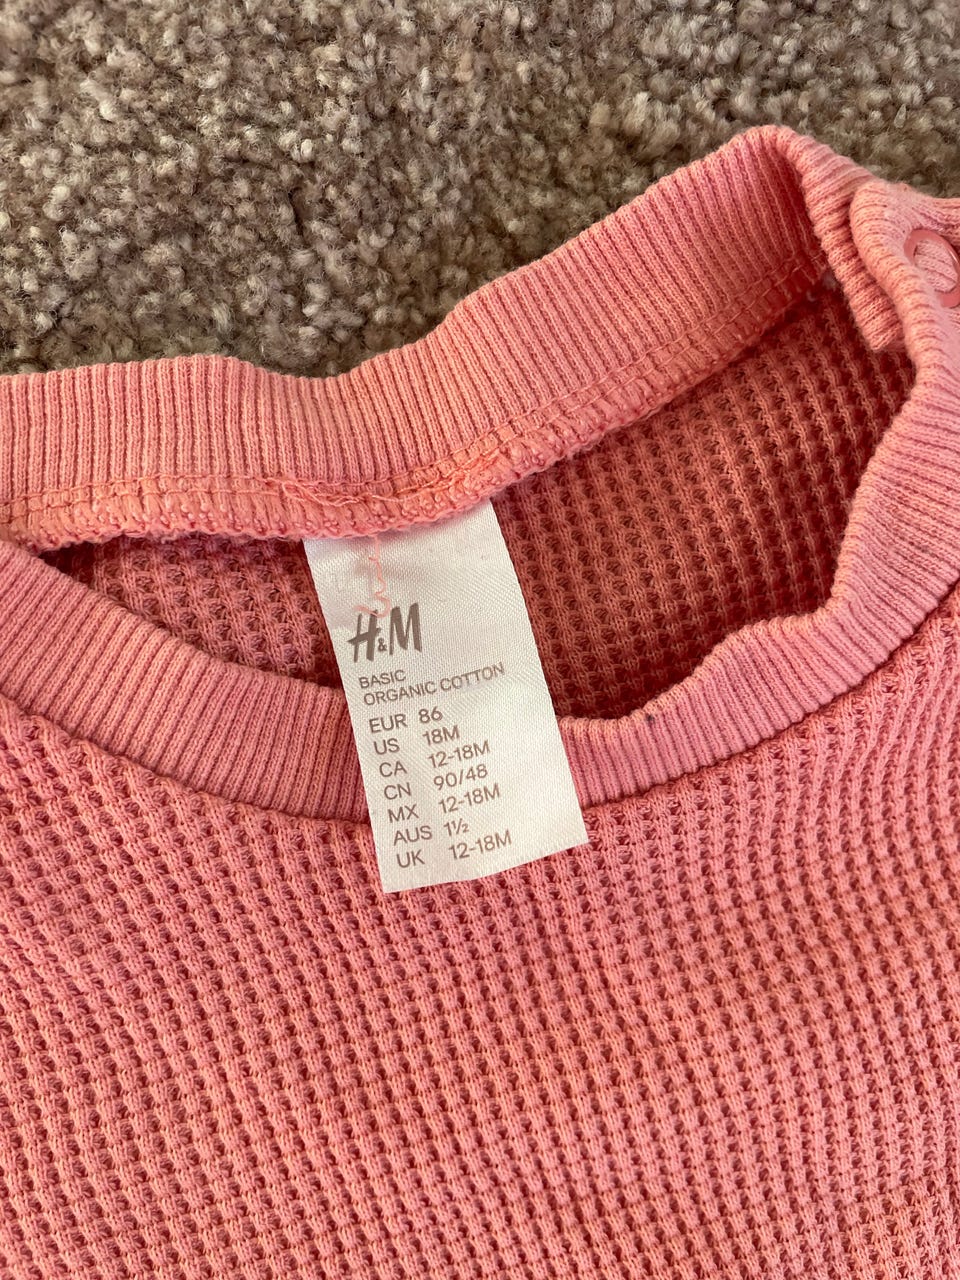 H&M
BASIC
ORGANIC COTTON
EUR 86
US 18M
CA 12-18M
CN 90/48
MX 12-18M
AUS 1½
UK 12-18M